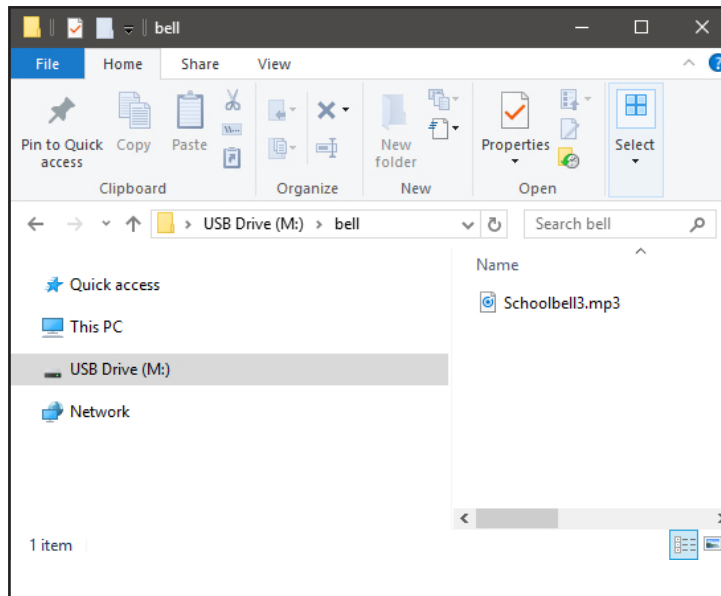 bell
File Home Share View
Pin to Quick access Copy Paste New folder Properties Select
Clipboard Organize New Open
USB Drive (M:) bell Search bell
Name
Quick access
Schoolbell3.mp3
This PC
USB Drive (M:)
Network
1 item